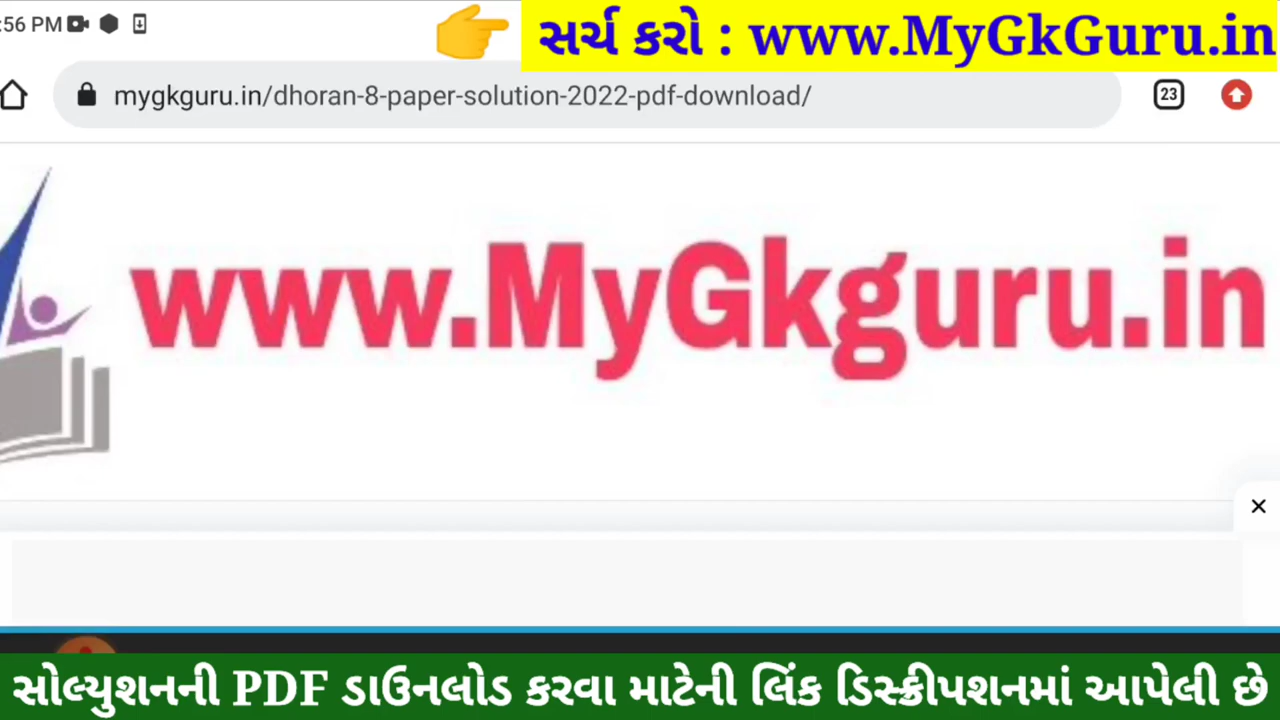 :56 PM
સર્ચ કરો : www.MyGkGuru.in
mygkguru.in/dhoran-8-paper-solution-2022-pdf-download/
23
www.MyGkguru.in
સોલ્યુશનની PDF ડાઉનલોડ કરવા માટેની લિંક ડિસ્ક્રીપશનમાં આપેલી છે